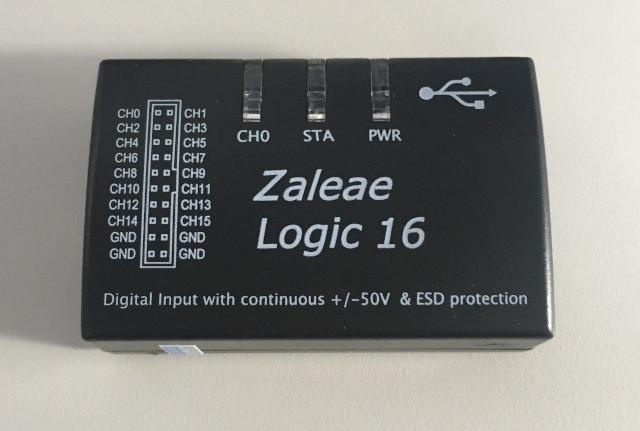 CH0 CH1
CH2 CH3
CH4 CH5
CH6 CH7
CH8 CH9
CH10 CH11
CH12 CH13
CH14 CH15
GND GND
GND GND
CH0 STA PWR
Zaleae
Logic 16
Digital Input with continuous +/-50V & ESD protection